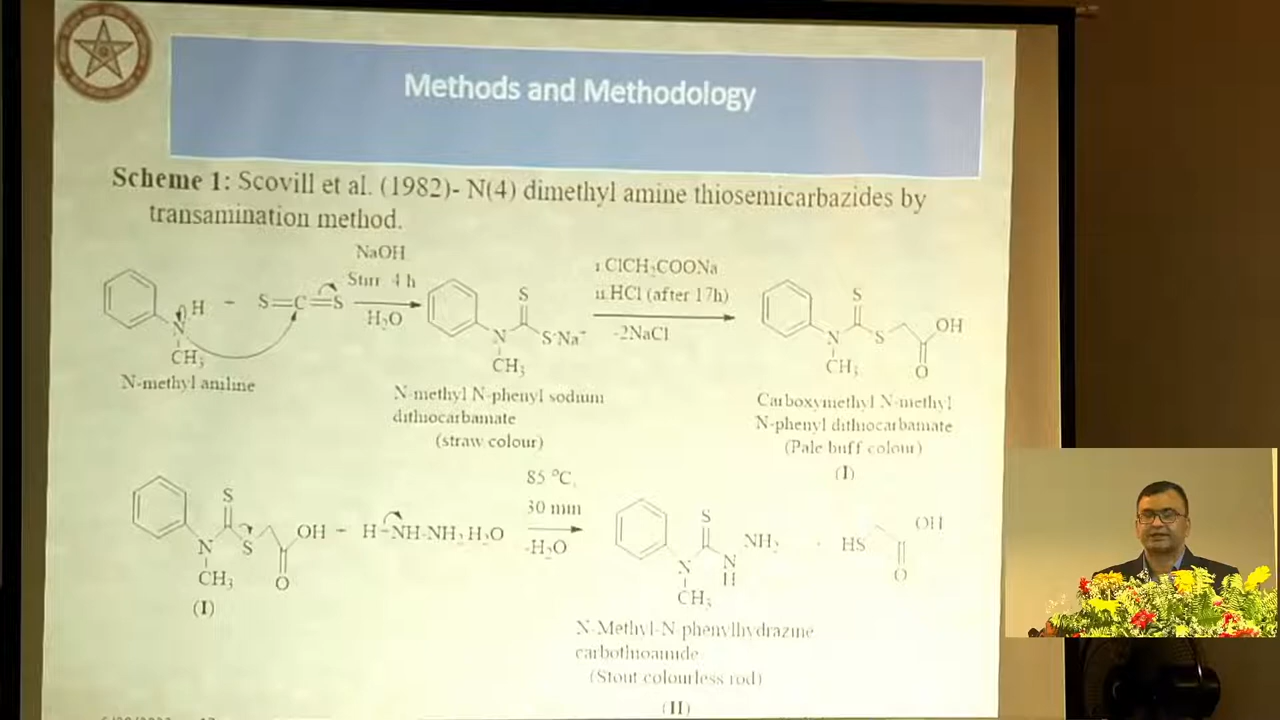 Methods and Methodology
Scheme 1: Scovill et al. (1982)- N(4) dimethyl amine thiosemicarbazides by
transamination method.
NaOH
Stirr 4 h
H₂O
H
N
CH₃
S=C=S
N-methyl aniline
S
N
S⁻Na⁺
CH₃
N-methyl N-phenyl sodium
dithiocarbamate
(straw colour)
i.ClCH₂COONa
ii.HCl (after 17h)
-2NaCl
S
N
S
OH
CH₃
O
Carboxymethyl N-methyl
N-phenyl dithiocarbamate
(Pale buff colour)
(I)
S
N
S
OH
CH₃
O
(I)
H-NH-NH₂.H₂O
85 °C,
30 min
-H₂O
S
N
N
H
NH₂
CH₃
HS
OH
O
N-Methyl-N-phenylhydrazine
carbothioamide
(Stout colourless rod)
(II)